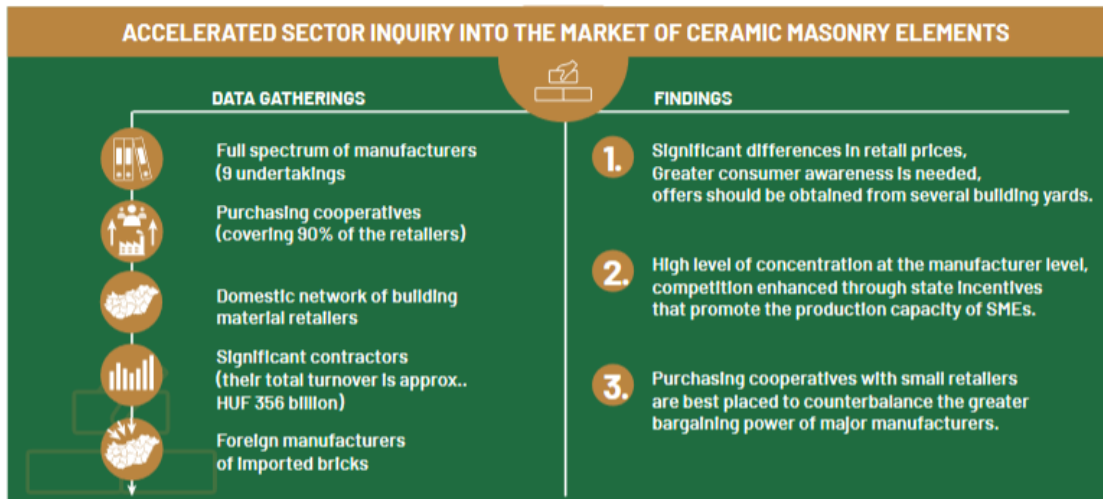 ACCELERATED SECTOR INQUIRY INTO THE MARKET OF CERAMIC MASONRY ELEMENTS
DATA GATHERINGS
Full spectrum of manufacturers
(9 undertakings
Purchasing cooperatives
(covering 90% of the retailers)
Domestic network of building
material retailers
Significant contractors
(their total turnover is approx..
HUF 356 billion)
Foreign manufacturers
of imported bricks
FINDINGS
1.
Significant differences in retail prices,
Greater consumer awareness is needed,
offers should be obtained from several building yards.
2.
High level of concentration at the manufacturer level,
competition enhanced through state incentives
that promote the production capacity of SMEs.
3.
Purchasing cooperatives with small retailers
are best placed to counterbalance the greater
bargaining power of major manufacturers.